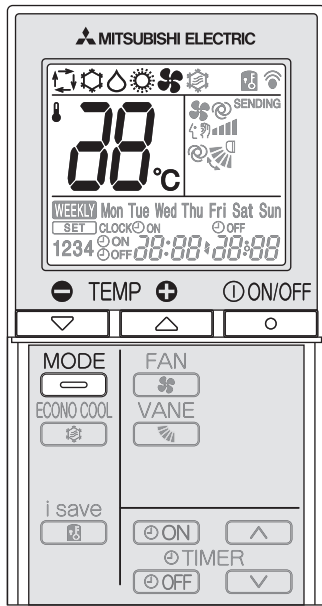 MITSUBISHI ELECTRIC
SENDING
88°C
WEEKLY Mon Tue Wed Thu Fri Sat Sun
SET CLOCK ON OFF
1234 ON 88:88 88:88
OFF
TEMP ON/OFF
MODE FAN
ECONO COOL VANE
i save
ON
TIMER
OFF